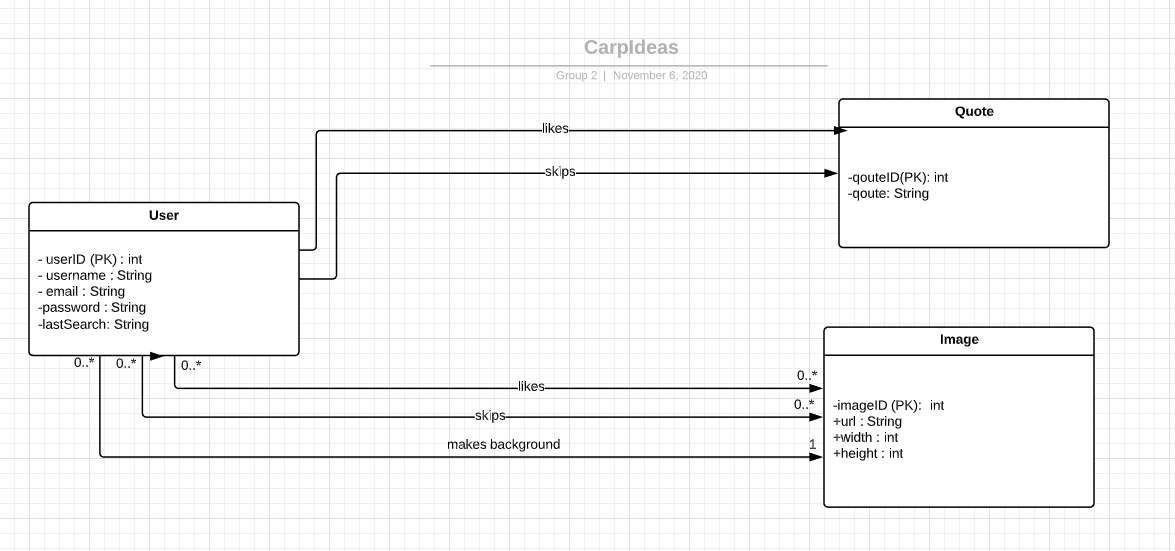 CarpIdeas
Group 2 | November 6, 2020
Quote
-qouteID(PK): int
-qoute: String
likes
skips
User
- userID (PK) : int
- username : String
- email : String
-password : String
-lastSearch: String
0..*
0..*
0..*
likes
0..*
skips
0..*
makes background
1
Image
-imageID (PK): int
+url : String
+width : int
+height : int